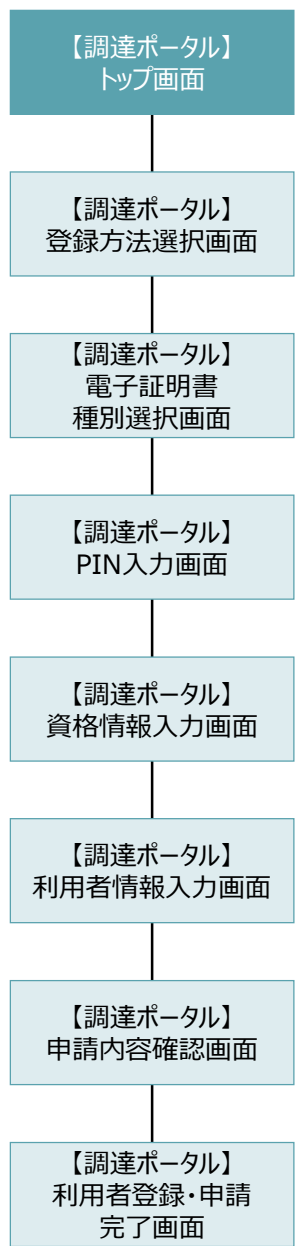 【調達ポータル】
トップ画面
【調達ポータル】
登録方法選択画面
【調達ポータル】
電子証明書
種別選択画面
【調達ポータル】
PIN入力画面
【調達ポータル】
資格情報入力画面
【調達ポータル】
利用者情報入力画面
【調達ポータル】
申請内容確認画面
【調達ポータル】
利用者登録・申請
完了画面